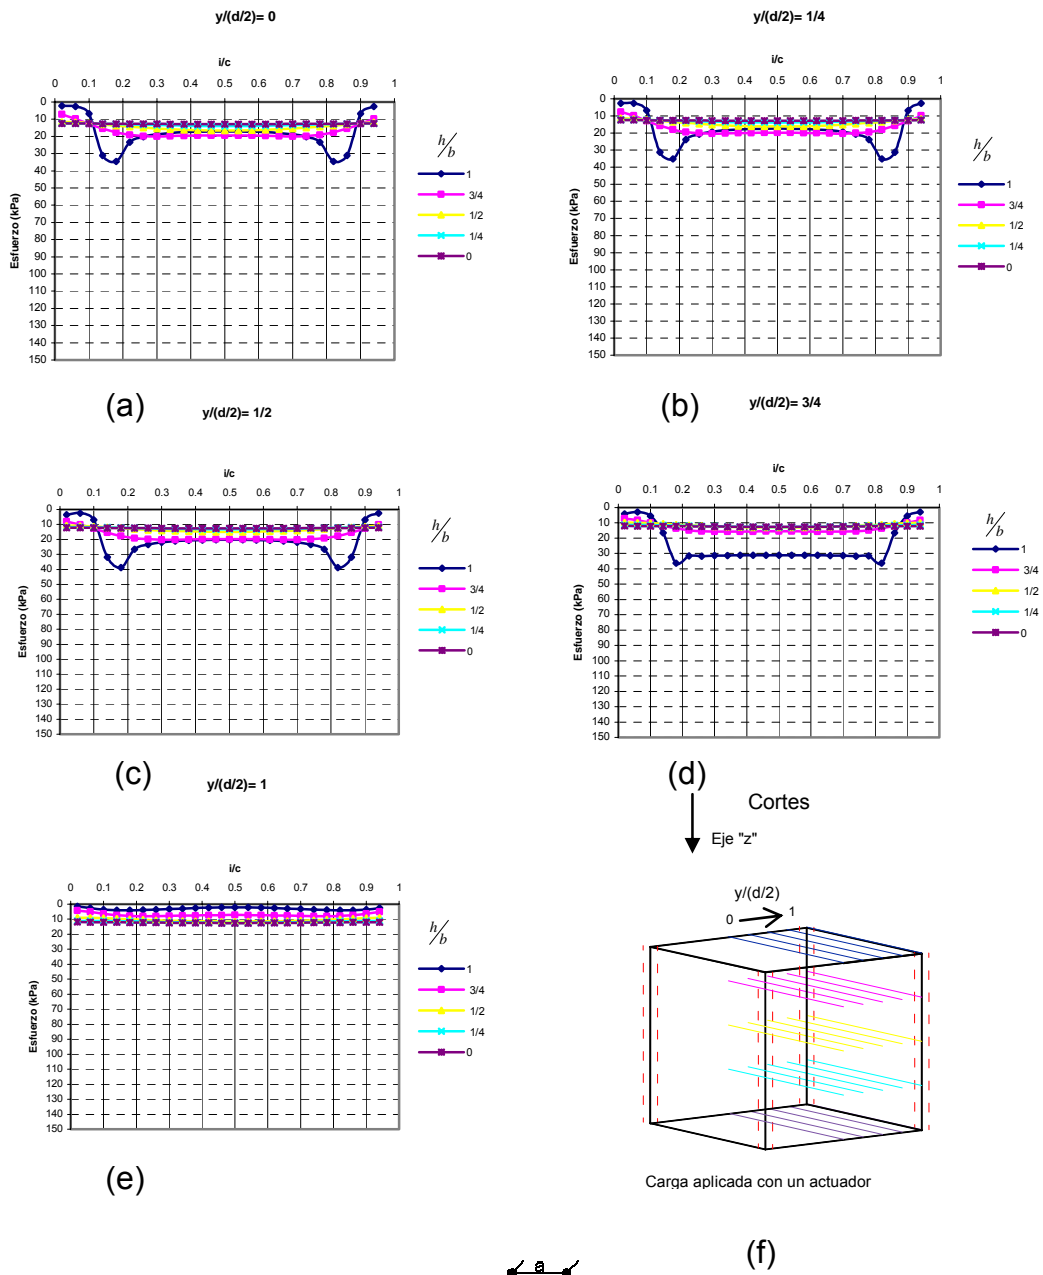 y/(d/2)= 0
i/c
0 0.1 0.2 0.3 0.4 0.5 0.6 0.7 0.8 0.9 1
0
10
20
30
40
50
60
70
80
90
100
110
120
130
140
150
Esfuerzo (kPa)
h/b
1
3/4
1/2
1/4
0
(a)
y/(d/2)= 1/4
i/c
0 0.1 0.2 0.3 0.4 0.5 0.6 0.7 0.8 0.9 1
0
10
20
30
40
50
60
70
80
90
100
110
120
130
140
150
Esfuerzo (kPa)
h/b
1
3/4
1/2
1/4
0
(b)
y/(d/2)= 1/2
i/c
0 0.1 0.2 0.3 0.4 0.5 0.6 0.7 0.8 0.9 1
0
10
20
30
40
50
60
70
80
90
100
110
120
130
140
150
Esfuerzo (kPa)
h/b
1
3/4
1/2
1/4
0
(c)
y/(d/2)= 3/4
i/c
0 0.1 0.2 0.3 0.4 0.5 0.6 0.7 0.8 0.9 1
0
10
20
30
40
50
60
70
80
90
100
110
120
130
140
150
Esfuerzo (kPa)
h/b
1
3/4
1/2
1/4
0
(d)
y/(d/2)= 1
i/c
0 0.1 0.2 0.3 0.4 0.5 0.6 0.7 0.8 0.9 1
0
10
20
30
40
50
60
70
80
90
100
110
120
130
140
150
Esfuerzo (kPa)
h/b
1
3/4
1/2
1/4
0
(e)
Cortes
Eje "z"
y/(d/2)
0 1
Carga aplicada con un actuador
(f)
a